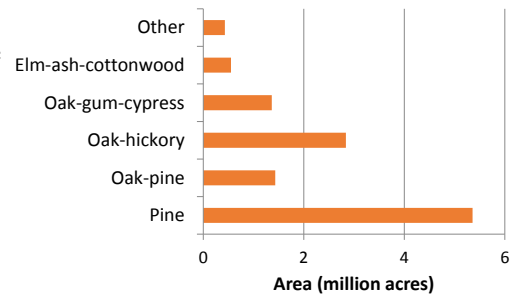 Other
Elm-ash-cottonwood
Oak-gum-cypress
Oak-hickory
Oak-pine
Pine
0 2 4 6
Area (million acres)